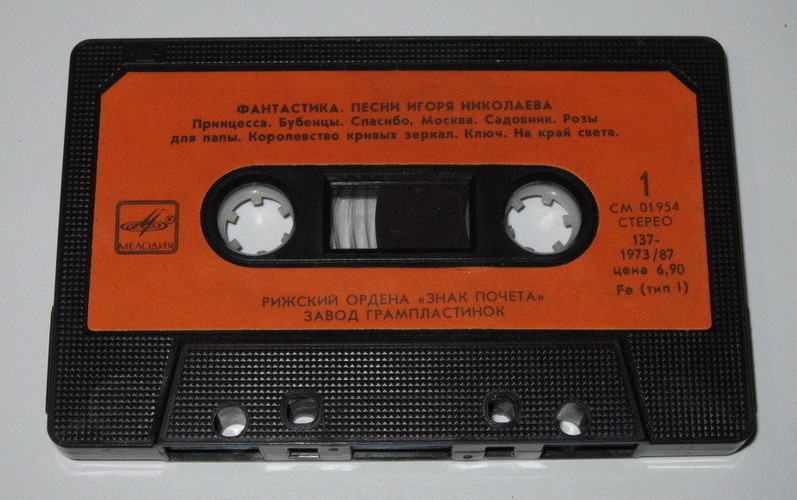 ФАНТАСТИКА. ПЕСНИ ИГОРЯ НИКОЛАЕВА
Принцесса. Бубенцы. Спасибо, Москва. Садовник. Розы
для папы. Королевство кривых зеркал. Ключ. На край света.
1
СМ 01954
СТЕРЕО
137-
1973/87
цена 6,90
Fe (тип I)
МЕЛОДИЯ
®
РИЖСКИЙ ОРДЕНА «ЗНАК ПОЧЕТА»
ЗАВОД ГРАМПЛАСТИНОК